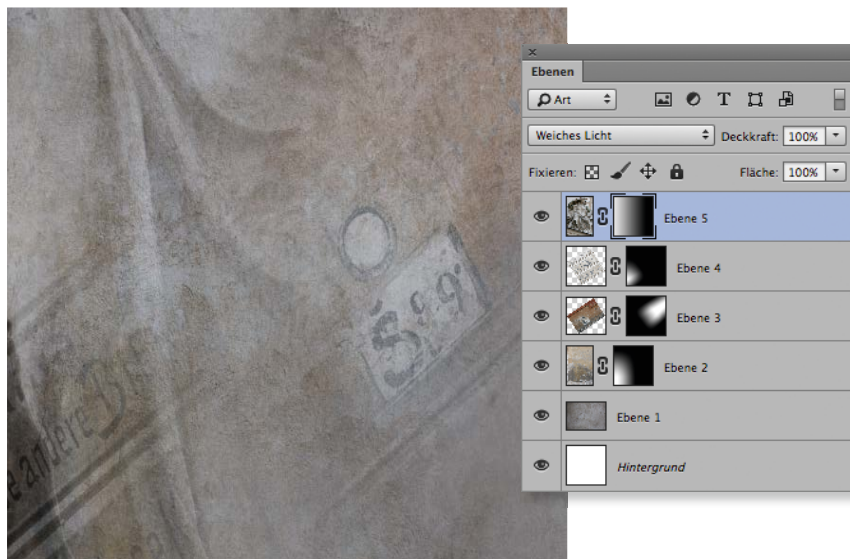 Ebenen
Art
T
Weiches Licht
Deckkraft: 100%
Fixieren:
Fläche: 100%
Ebene 5
Ebene 4
Ebene 3
Ebene 2
Ebene 1
Hintergrund
e andere B